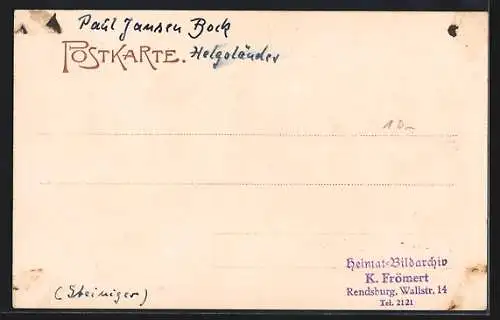 Paul Jansen Bock
POSTKARTE. Helgoländer
10-
(Steiniger)
Heimat-Bildarchiv
K. Frömert
Rendsburg, Wallstr. 14
Tel. 2121